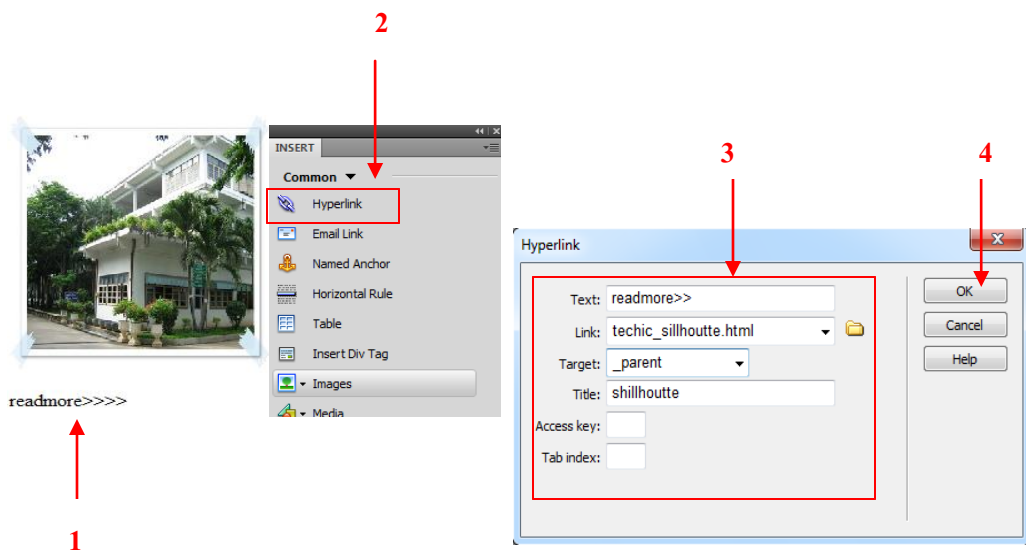 2
INSERT
Common
Hyperlink
Email Link
Named Anchor
Horizontal Rule
Table
Insert Div Tag
Images
Media
readmore>>>>
1
3
4
Hyperlink
Text: readmore>>
Link: techic_sillhoutte.html
Target: _parent
Title: shillhoutte
Access key:
Tab index:
OK
Cancel
Help